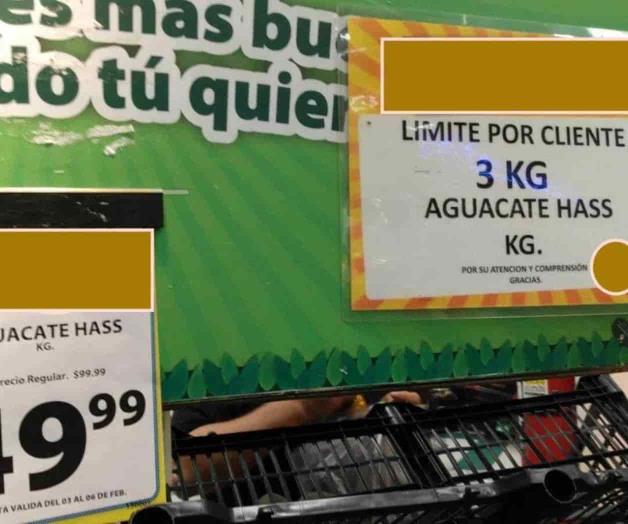 es más bu
do tú quier
LIMITE POR CLIENTE
3 KG
AGUACATE HASS
KG.
POR SU ATENCION Y COMPRENSIÓN
GRACIAS.
UACATE HASS
KG.
recio Regular. $99.99
49 99
TA VALIDA DEL 03 AL 06 DE FEB.